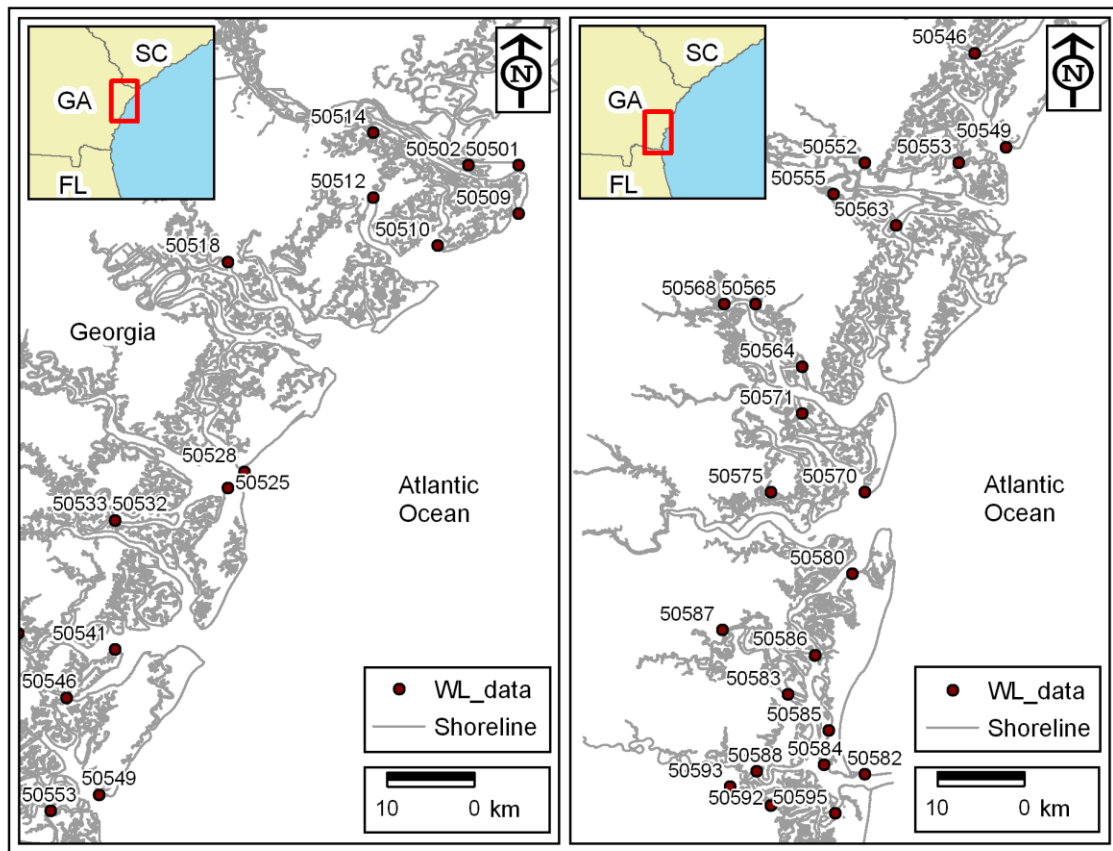 SC
GA
FL
N
50514
50502 50501
50512
50509
50510
50518
Georgia
50528
50525
Atlantic
Ocean
50533 50532
50541
50546
50549
50553
WL_data
Shoreline
10 0 km
SC
GA
FL
N
50546
50549
50552
50553
50555
50563
50568 50565
50564
50571
50575
50570
Atlantic
Ocean
50580
50587
50586
50583
50585
50584
50588
50582
50593
50592
50595
WL_data
Shoreline
10 0 km